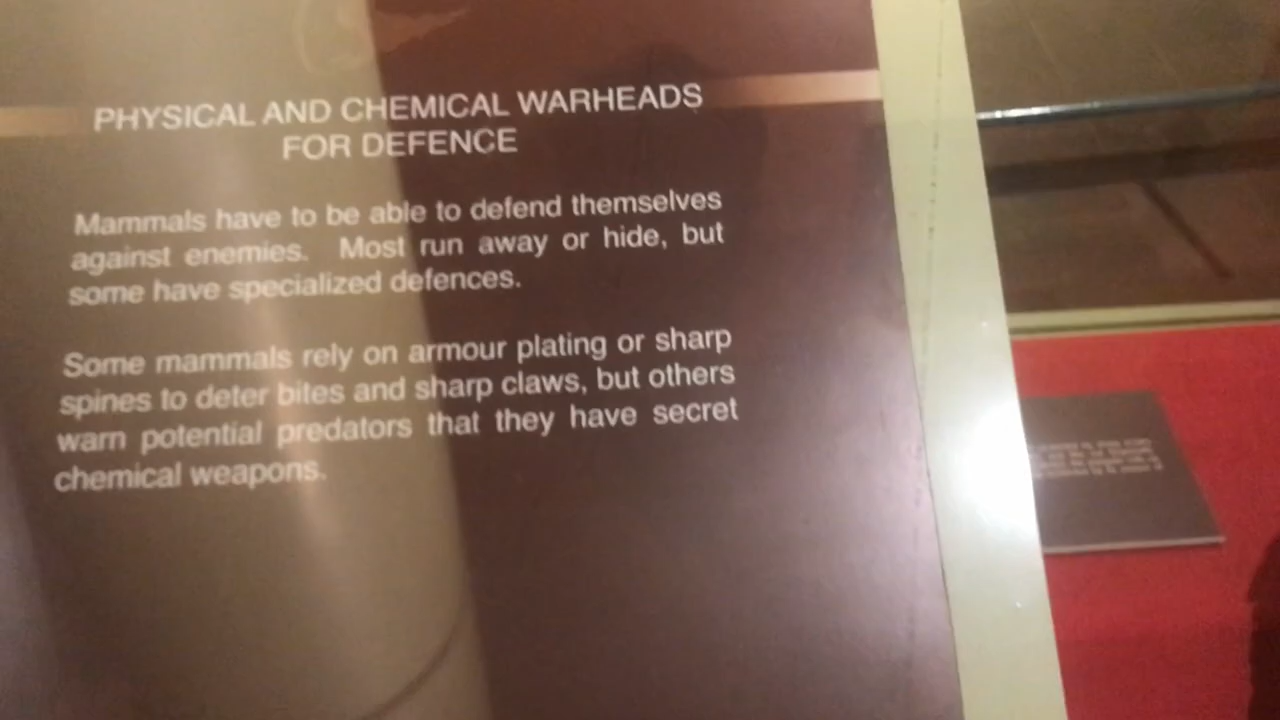 PHYSICAL AND CHEMICAL WARHEADS
FOR DEFENCE
Mammals have to be able to defend themselves
against enemies. Most run away or hide, but
some have specialized defences.
Some mammals rely on armour plating or sharp
spines to deter bites and sharp claws, but others
warn potential predators that they have secret
chemical weapons.